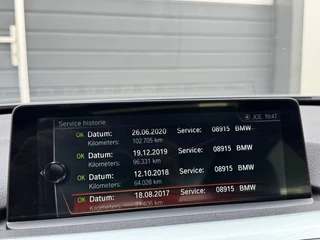 Service historie
JOE 19:47
OK Datum: 26.06.2020 Service: 08915 BMW
Kilometers: 102.705 km
OK Datum: 19.12.2019 Service: 08915 BMW
Kilometers: 96.331 km
OK Datum: 12.10.2018 Service: 08915 BMW
Kilometers: 64.028 km
OK Datum: 18.08.2017 Service: 08915 BMW
Kilometers: km